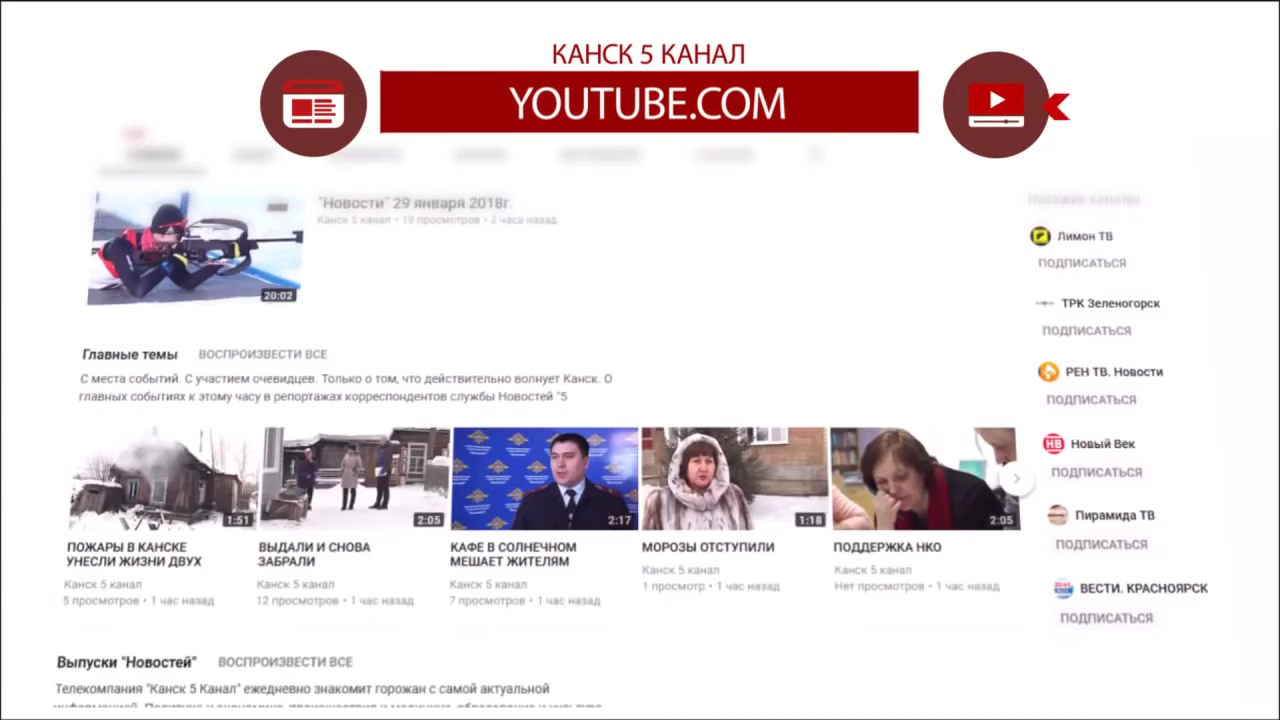 КАНСК 5 КАНАЛ
YOUTUBE.COM
"Новости" 29 января 2018г.
Канск 5 канал • 19 просмотров • 2 часа назад
20:02
Похожие каналы
Лимон ТВ
ПОДПИСАТЬСЯ
ТРК Зеленогорск
ПОДПИСАТЬСЯ
РЕН ТВ. Новости
ПОДПИСАТЬСЯ
НВ Новый Век
ПОДПИСАТЬСЯ
Пирамида ТВ
ПОДПИСАТЬСЯ
ВЕСТИ. КРАСНОЯРСК
ПОДПИСАТЬСЯ
Главные темы ВОСПРОИЗВЕСТИ ВСЕ
С места событий. С участием очевидцев. Только о том, что действительно волнует Канск. О
главных событиях к этому часу в репортажах корреспондентов службы Новостей "5
1:51 2:05 2:17 1:18 2:05
ПОЖАРЫ В КАНСКЕ
УНЕСЛИ ЖИЗНИ ДВУХ
Канск 5 канал
5 просмотров • 1 час назад
ВЫДАЛИ И СНОВА
ЗАБРАЛИ
Канск 5 канал
12 просмотров • 1 час назад
КАФЕ В СОЛНЕЧНОМ
МЕШАЕТ ЖИТЕЛЯМ
Канск 5 канал
7 просмотров • 1 час назад
МОРОЗЫ ОТСТУПИЛИ
Канск 5 канал
1 просмотр • 1 час назад
ПОДДЕРЖКА НКО
Канск 5 канал
Нет просмотров • 1 час назад
Выпуски "Новостей" ВОСПРОИЗВЕСТИ ВСЕ
Телекомпания "Канск 5 Канал" ежедневно знакомит горожан с самой актуальной